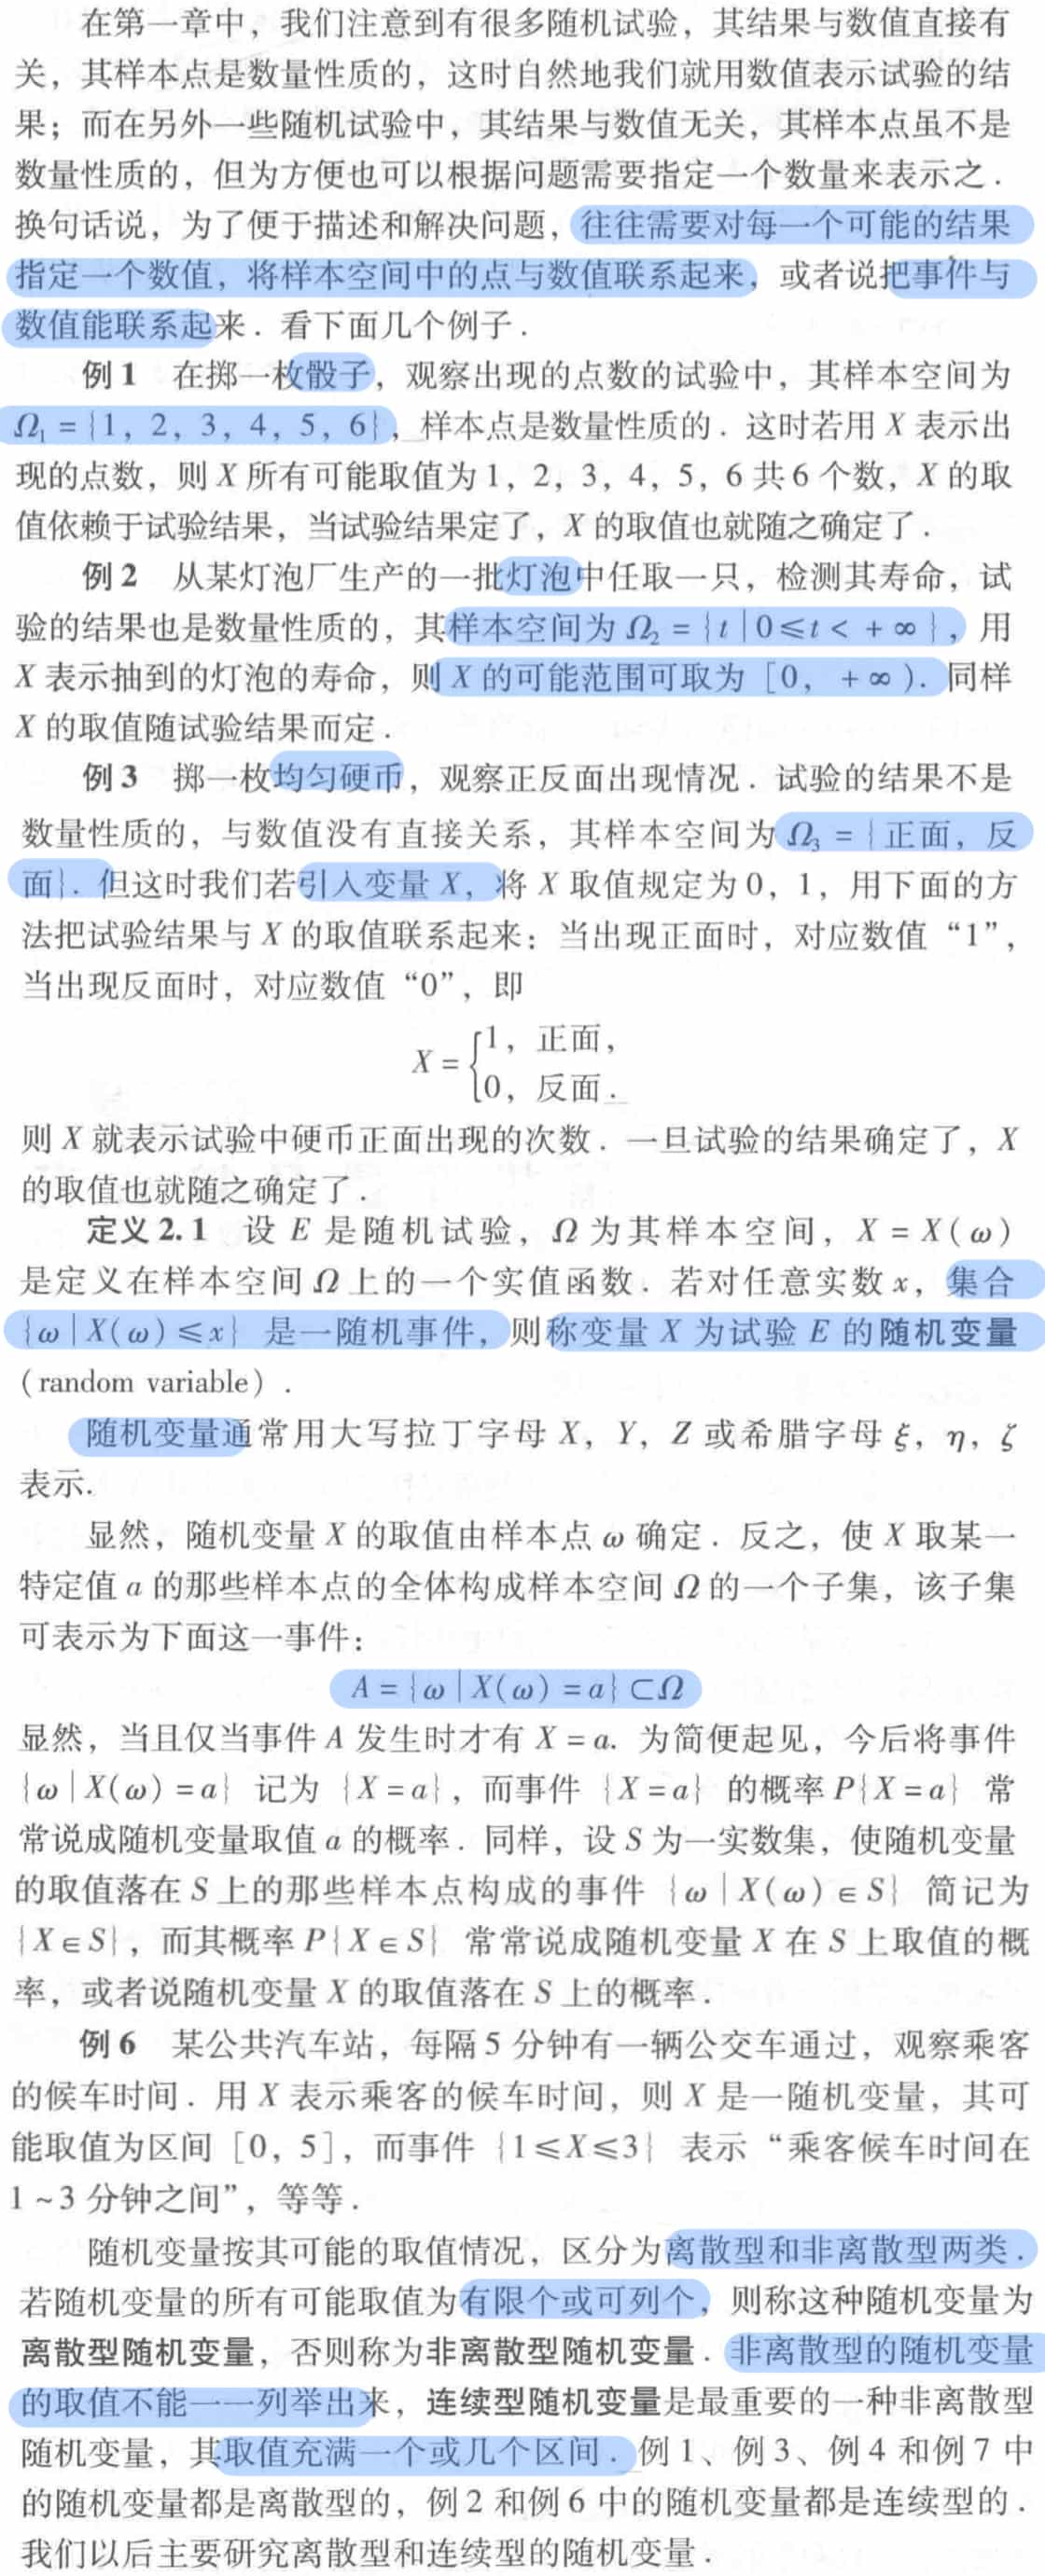 在第一章中，我们注意到有很多随机试验，其结果与数值直接有
关，其样本点是数量性质的，这时自然地我们就用数值表示试验的结
果；而在另外一些随机试验中，其结果与数值无关，其样本点虽不是
数量性质的，但为方便也可以根据问题需要指定一个数量来表示之．
换句话说，为了便于描述和解决问题，往往需要对每一个可能的结果
指定一个数值，将样本空间中的点与数值联系起来，或者说把事件与
数值能联系起来．看下面几个例子．
例 1 在掷一枚骰子，观察出现的点数的试验中，其样本空间为
Ω₁ = {1，2，3，4，5，6}，样本点是数量性质的．这时若用 X 表示出
现的点数，则 X 所有可能取值为 1，2，3，4，5，6 共 6 个数，X 的取
值依赖于试验结果，当试验结果定了，X 的取值也就随之确定了．
例 2 从某灯泡厂生产的一批灯泡中任取一只，检测其寿命，试
验的结果也是数量性质的，其样本空间为 Ω₂ = {t | 0 ≤ t < + ∞}，用
X 表示抽到的灯泡的寿命，则 X 的可能范围可取为［0，+ ∞）．同样
X 的取值随试验结果而定．
例 3 掷一枚均匀硬币，观察正反面出现情况．试验的结果不是
数量性质的，与数值没有直接关系，其样本空间为 Ω₃ = {正面，反
面}．但这时我们若引入变量 X，将 X 取值规定为 0，1，用下面的方
法把试验结果与 X 的取值联系起来：当出现正面时，对应数值“1”，
当出现反面时，对应数值“0”，即
X = {1，正面，
0，反面．
则 X 就表示试验中硬币正面出现的次数．一旦试验的结果确定了，X
的取值也就随之确定了．
定义 2.1 设 E 是随机试验，Ω 为其样本空间，X = X(ω)
是定义在样本空间 Ω 上的一个实值函数．若对任意实数 x，集合
{ω | X(ω) ≤ x} 是一随机事件，则称变量 X 为试验 E 的随机变量
(random variable)．
随机变量通常用大写拉丁字母 X，Y，Z 或希腊字母 ξ，η，ζ
表示.
显然，随机变量 X 的取值由样本点 ω 确定．反之，使 X 取某一
特定值 a 的那些样本点的全体构成样本空间 Ω 的一个子集，该子集
可表示为下面这一事件：
A = {ω | X(ω) = a} ⊂ Ω
显然，当且仅当事件 A 发生时才有 X = a. 为简便起见，今后将事件
{ω | X(ω) = a} 记为 {X = a}，而事件 {X = a} 的概率 P{X = a} 常
常说成随机变量取值 a 的概率．同样，设 S 为一实数集，使随机变量
的取值落在 S 上的那些样本点构成的事件 {ω | X(ω) ∈ S} 简记为
{X ∈ S}，而其概率 P{X ∈ S} 常常说成随机变量 X 在 S 上取值的概
率，或者说随机变量 X 的取值落在 S 上的概率．
例 6 某公共汽车站，每隔 5 分钟有一辆公交车通过，观察乘客
的候车时间．用 X 表示乘客的候车时间，则 X 是一随机变量，其可
能取值为区间［0，5］，而事件 {1 ≤ X ≤ 3} 表示“乘客候车时间在
1 ~ 3 分钟之间”，等等．
随机变量按其可能的取值情况，区分为离散型和非离散型两类．
若随机变量的所有可能取值为有限个或可列个，则称这种随机变量为
离散型随机变量，否则称为非离散型随机变量．非离散型的随机变量
的取值不能一一列举出来，连续型随机变量是最重要的一种非离散型
随机变量，其取值充满一个或几个区间．例 1、例 3、例 4 和例 7 中
的随机变量都是离散型的，例 2 和例 6 中的随机变量都是连续型的．
我们以后主要研究离散型和连续型的随机变量．